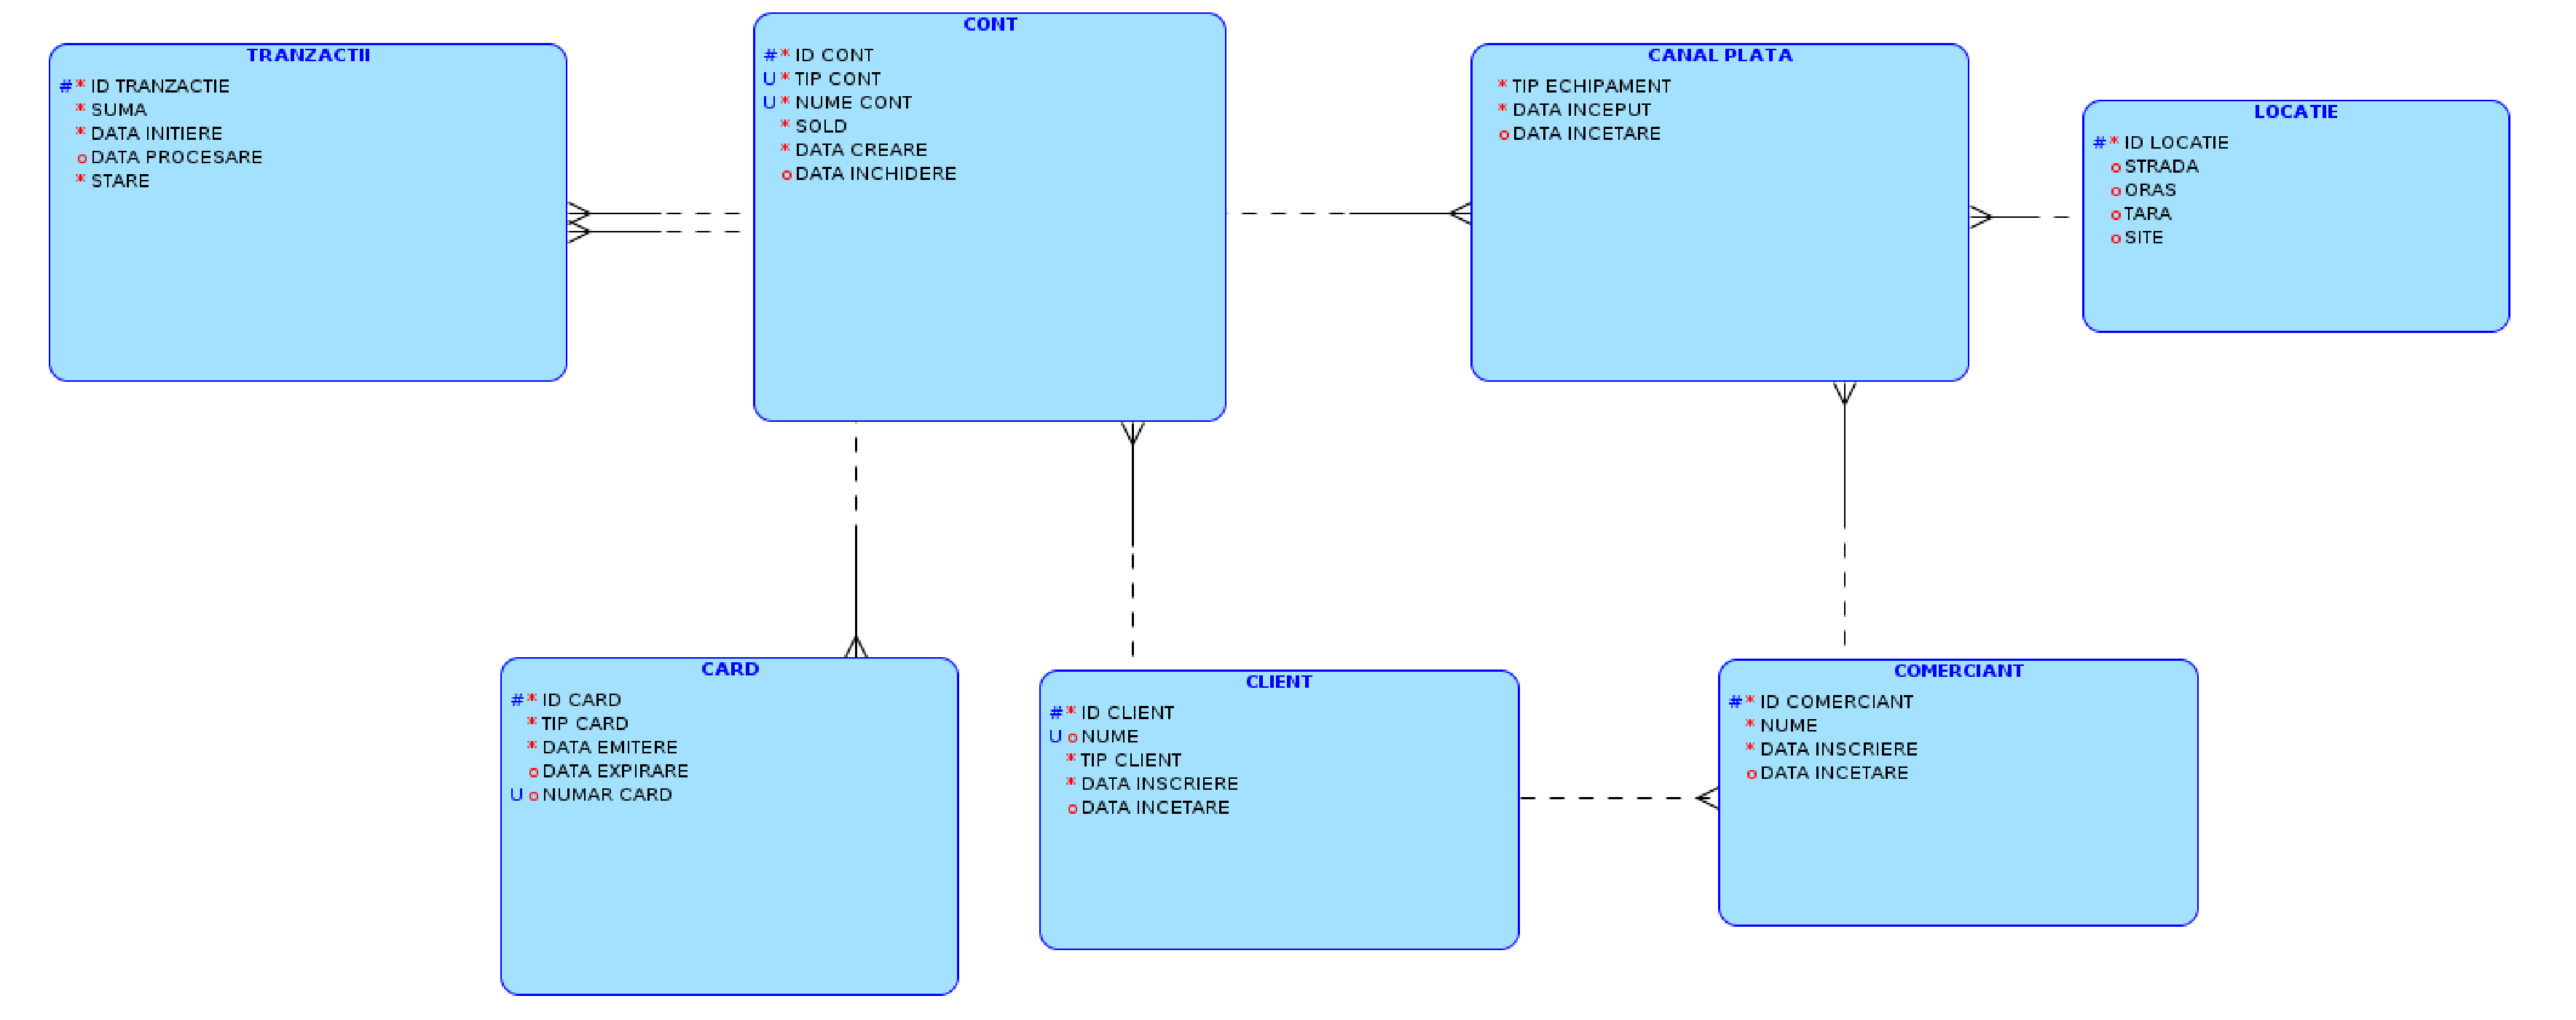 TRANZACTII
#* ID TRANZACTIE
* SUMA
* DATA INITIERE
o DATA PROCESARE
* STARE
CONT
#* ID CONT
U* TIP CONT
U* NUME CONT
* SOLD
* DATA CREARE
o DATA INCHIDERE
CANAL PLATA
* TIP ECHIPAMENT
* DATA INCEPUT
o DATA INCETARE
LOCATIE
#* ID LOCATIE
o STRADA
o ORAS
o TARA
o SITE
CARD
#* ID CARD
* TIP CARD
* DATA EMITERE
o DATA EXPIRARE
U o NUMAR CARD
CLIENT
#* ID CLIENT
U o NUME
* TIP CLIENT
* DATA INSCRIERE
o DATA INCETARE
COMERCIANT
#* ID COMERCIANT
* NUME
* DATA INSCRIERE
o DATA INCETARE